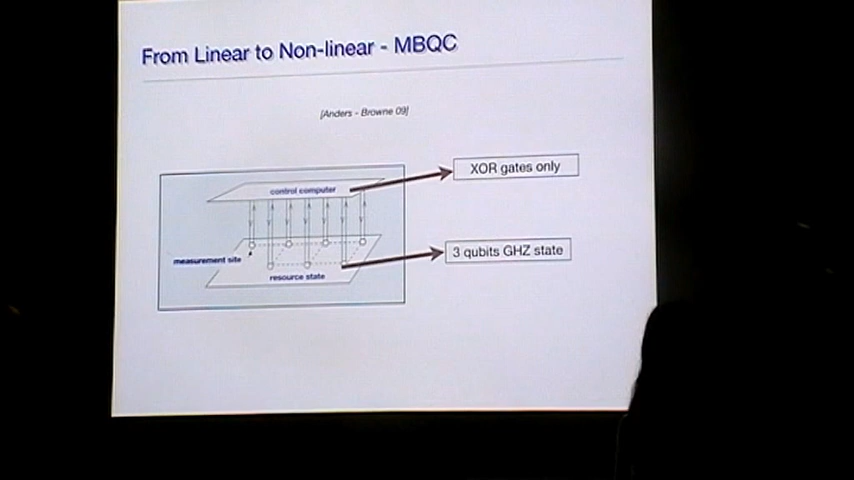 From Linear to Non-linear - MBQC
[Anders - Browne 09]
XOR gates only
control computer
measurement site
3 qubits GHZ state
resource state